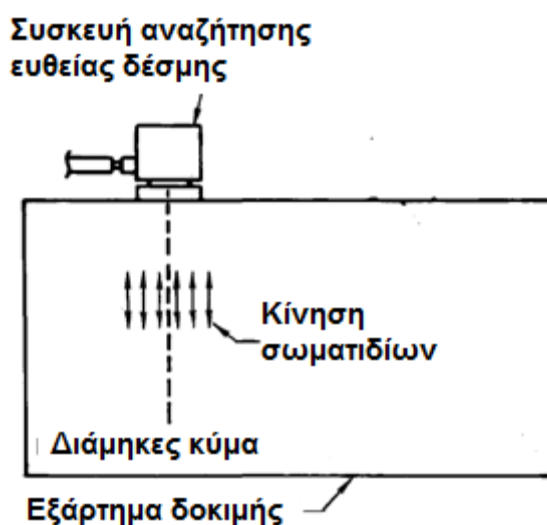 Συσκευή αναζήτησης
ευθείας δέσμης
Κίνηση
σωματιδίων
Διάμηκες κύμα
Εξάρτημα δοκιμής